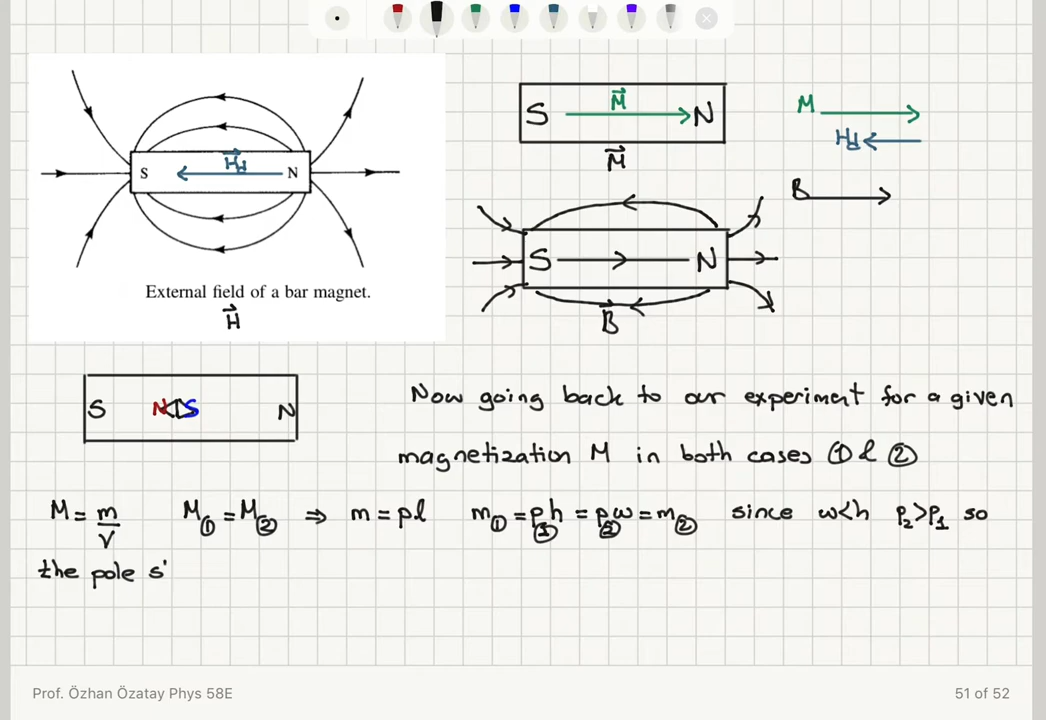 S H⃗d N
External field of a bar magnet.
H⃗
S M⃗ N
M⃗
M
Hd
B
S N
B⃗
S N S N
Now going back to our experiment for a given
magnetization M in both cases ① & ②
M = m/V M① = M② ⇒ m = pl m① = p①h = p②w = m② since w<h p₂>p₁ so
the pole s'
Prof. Özhan Özatay Phys 58E
51 of 52